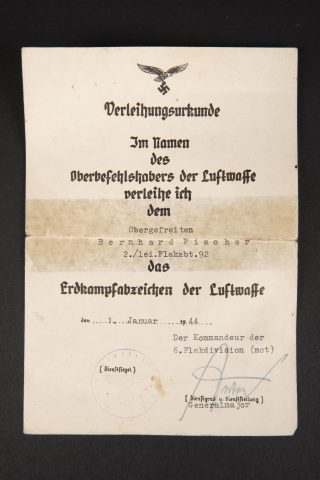 Verleihungsurkunde
Im Namen
des
Oberbefehlshabers der Luftwaffe
verleihe ich
dem
Obergefreiten
Bernhard Fischer
2./lei.Flakabt.92
das
Erdkampfabzeichen der Luftwaffe
den ....1. Januar ..1944....
Der Kommandeur der
6.Flakdivision (mot)
(Dienstsiegel)
(Dienstgrad u. Dienststellung)
Generalmajor